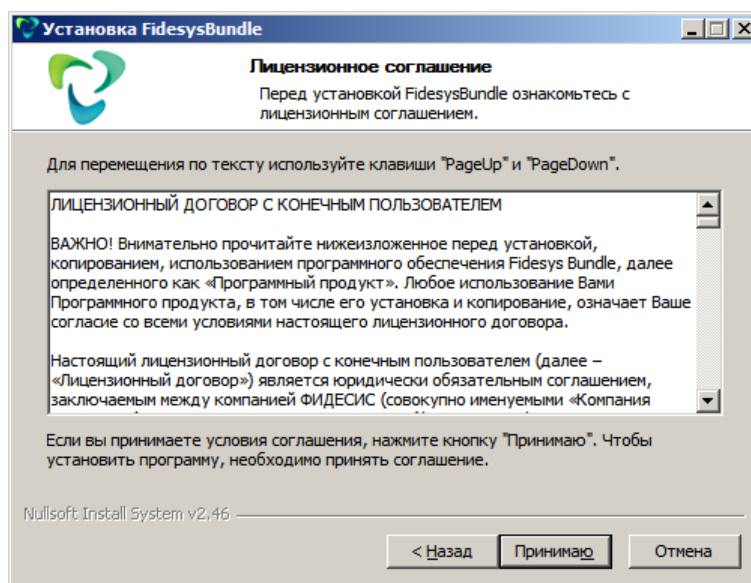 Установка FidesysBundle
Лицензионное соглашение
Перед установкой FidesysBundle ознакомьтесь с
лицензионным соглашением.
Для перемещения по тексту используйте клавиши "PageUp" и "PageDown".
ЛИЦЕНЗИОННЫЙ ДОГОВОР С КОНЕЧНЫМ ПОЛЬЗОВАТЕЛЕМ
ВАЖНО! Внимательно прочитайте нижеизложенное перед установкой,
копированием, использованием программного обеспечения Fidesys Bundle, далее
определенного как «Программный продукт». Любое использование Вами
Программного продукта, в том числе его установка и копирование, означает Ваше
согласие со всеми условиями настоящего лицензионного договора.
Настоящий лицензионный договор с конечным пользователем (далее –
«Лицензионный договор») является юридически обязательным соглашением,
заключаемым между компанией ФИДЕСИС (совокупно именуемыми «Компания
Если вы принимаете условия соглашения, нажмите кнопку "Принимаю". Чтобы
установить программу, необходимо принять соглашение.
Nullsoft Install System v2.46
< Назад
Принимаю
Отмена